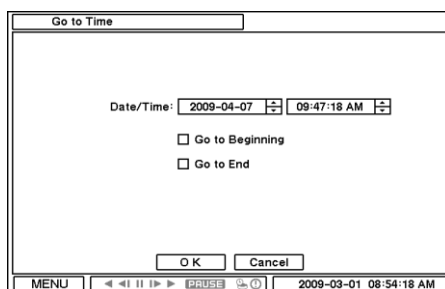 Go to Time
Date/Time: 2009-04-07 09:47:18 AM
Go to Beginning
Go to End
OK Cancel
MENU PAUSE 2009-03-01 08:54:18 AM